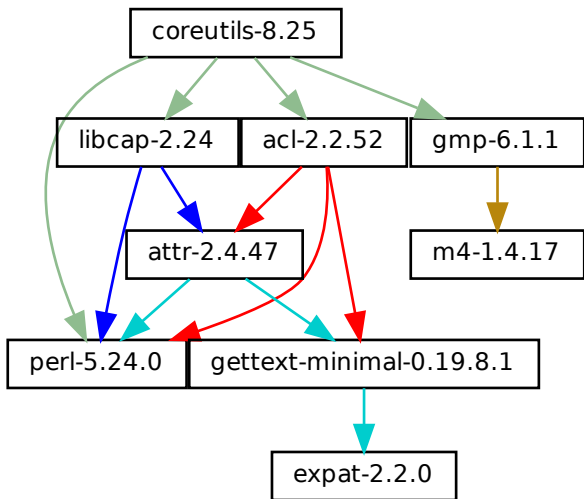 coreutils-8.25
libcap-2.24
acl-2.2.52
gmp-6.1.1
attr-2.4.47
m4-1.4.17
perl-5.24.0
gettext-minimal-0.19.8.1
expat-2.2.0